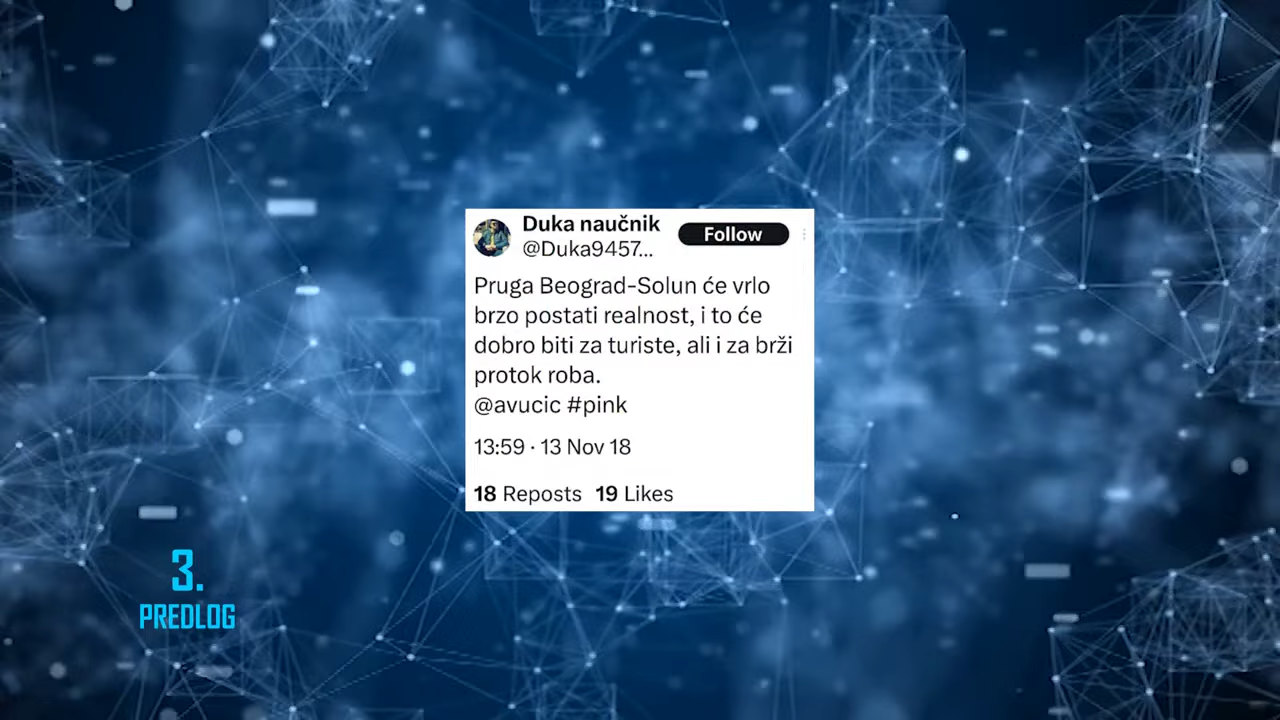 Duka naučnik
@Duka9457...
Follow
Pruga Beograd-Solun će vrlo
brzo postati realnost, i to će
dobro biti za turiste, ali i za brži
protok roba.
@avucic #pink
13:59 · 13 Nov 18
18 Reposts 19 Likes
3.
PREDLOG